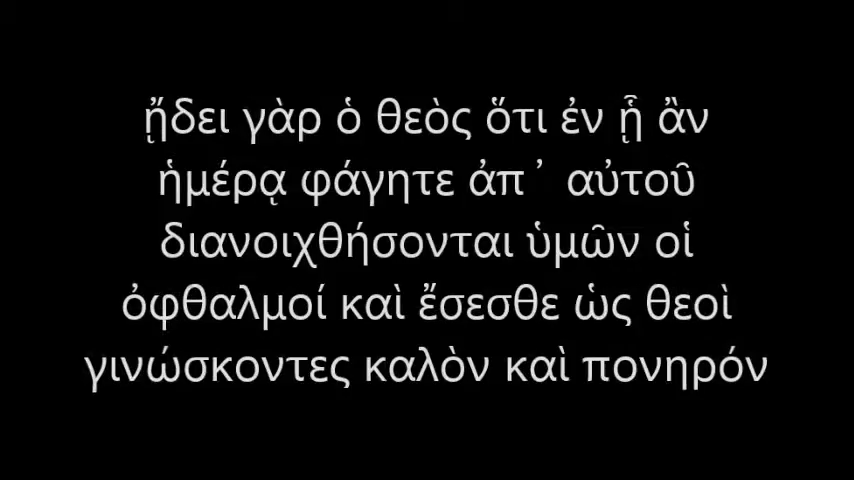 ᾔδει γὰρ ὁ θεὸς ὅτι ἐν ᾗ ἂν
ἡμέρᾳ φάγητε ἀπ᾽ αὐτοῦ
διανοιχθήσονται ὑμῶν οἱ
ὀφθαλμοί καὶ ἔσεσθε ὡς θεοὶ
γινώσκοντες καλὸν καὶ πονηρόν